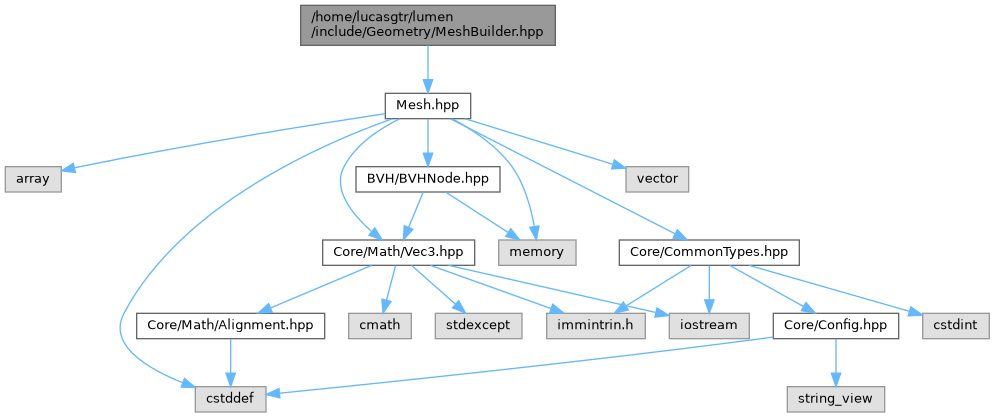 /home/lucasgtr/lumen
/include/Geometry/MeshBuilder.hpp
Mesh.hpp
array
BVH/BVHNode.hpp
vector
Core/Math/Vec3.hpp
memory
Core/CommonTypes.hpp
Core/Math/Alignment.hpp
cmath
stdexcept
immintrin.h
iostream
Core/Config.hpp
cstdint
cstddef
string_view